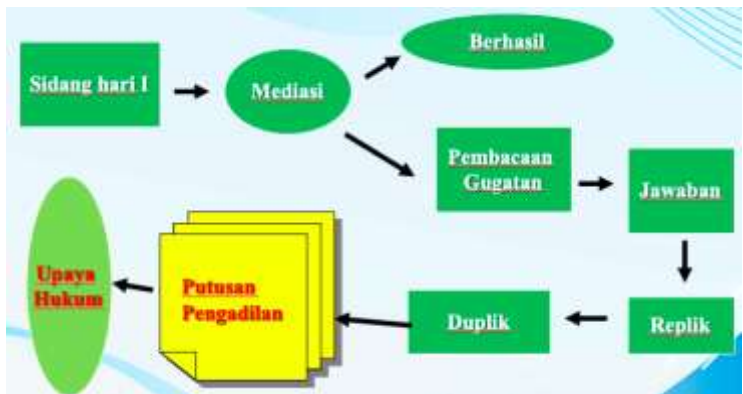 Sidang hari I
Mediasi
Berhasil
Pembacaan
Gugatan
Jawaban
Replik
Duplik
Putusan
Pengadilan
Upaya
Hukum